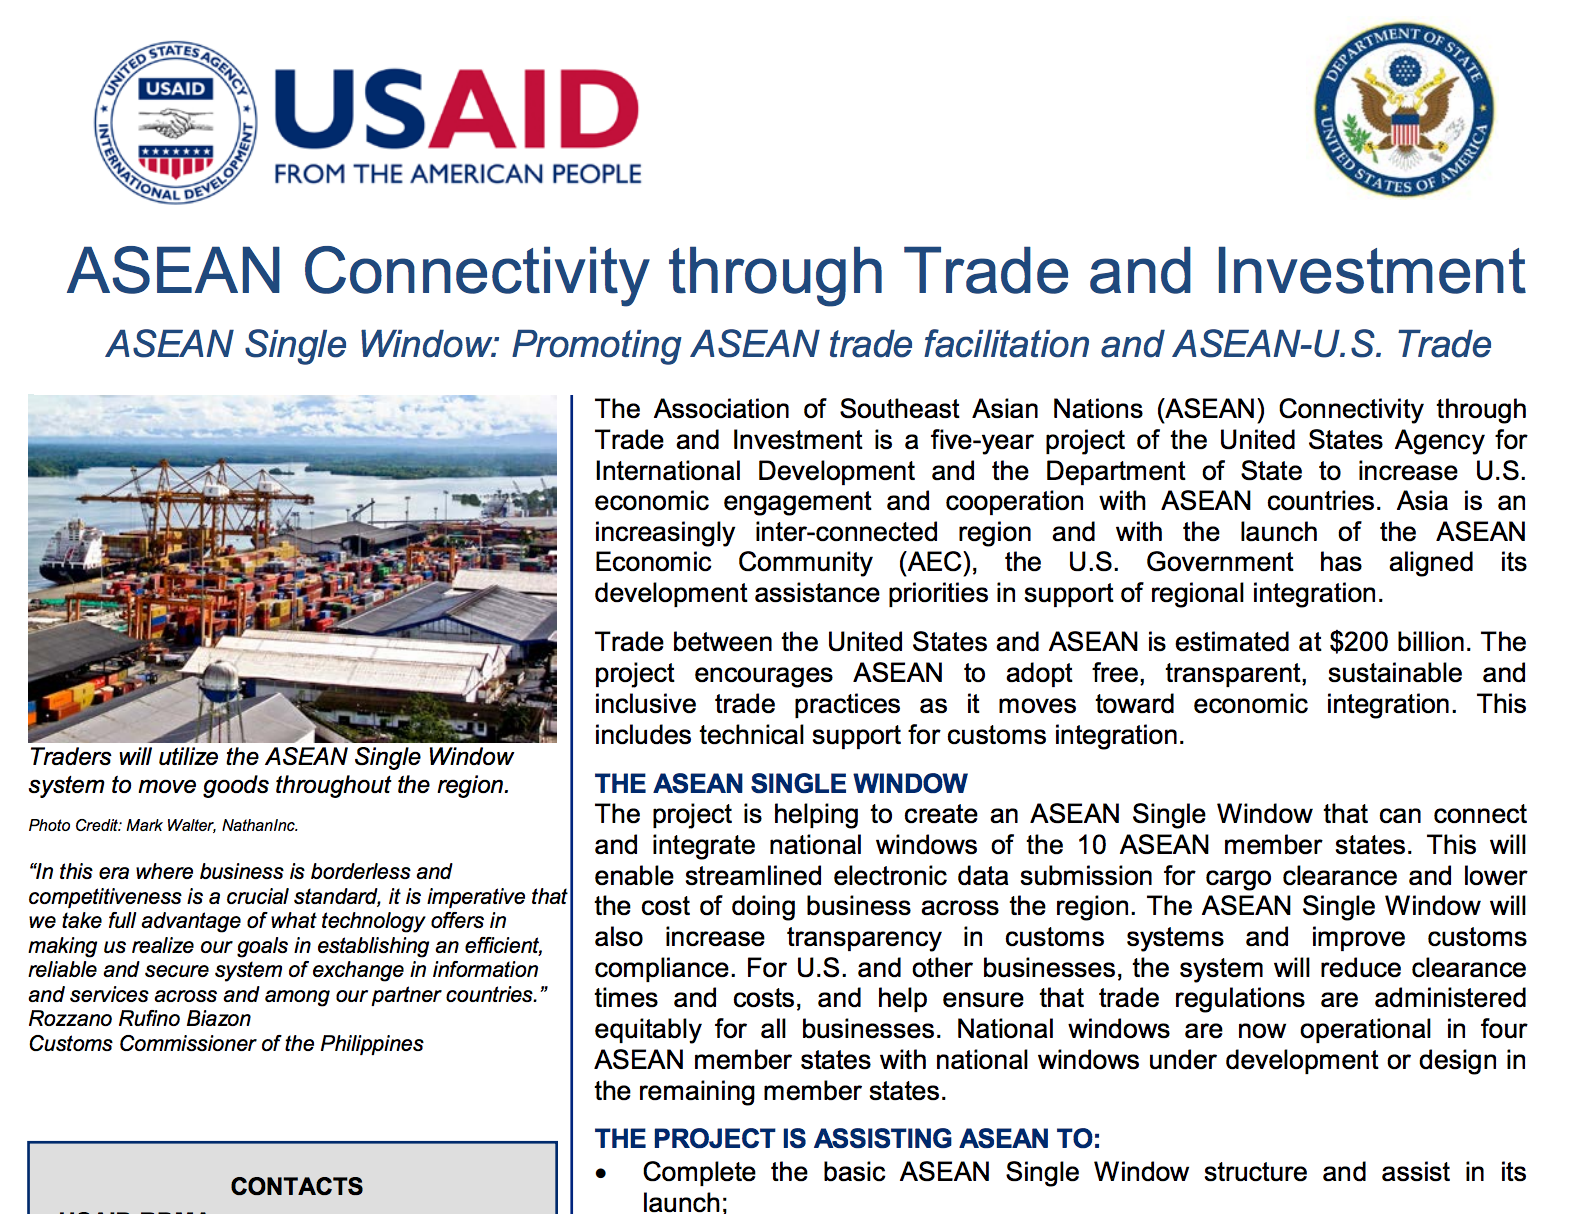 UNITED STATES AGENCY
INTERNATIONAL DEVELOPMENT
USAID
USAID
FROM THE AMERICAN PEOPLE
DEPARTMENT OF STATE
UNITED STATES OF AMERICA
ASEAN Connectivity through Trade and Investment
ASEAN Single Window: Promoting ASEAN trade facilitation and ASEAN-U.S. Trade
Traders will utilize the ASEAN Single Window
system to move goods throughout the region.
Photo Credit: Mark Walter, NathanInc.
“In this era where business is borderless and
competitiveness is a crucial standard, it is imperative that
we take full advantage of what technology offers in
making us realize our goals in establishing an efficient,
reliable and secure system of exchange in information
and services across and among our partner countries.”
Rozzano Rufino Biazon
Customs Commissioner of the Philippines
CONTACTS
The Association of Southeast Asian Nations (ASEAN) Connectivity through
Trade and Investment is a five-year project of the United States Agency for
International Development and the Department of State to increase U.S.
economic engagement and cooperation with ASEAN countries. Asia is an
increasingly inter-connected region and with the launch of the ASEAN
Economic Community (AEC), the U.S. Government has aligned its
development assistance priorities in support of regional integration.
Trade between the United States and ASEAN is estimated at $200 billion. The
project encourages ASEAN to adopt free, transparent, sustainable and
inclusive trade practices as it moves toward economic integration. This
includes technical support for customs integration.
THE ASEAN SINGLE WINDOW
The project is helping to create an ASEAN Single Window that can connect
and integrate national windows of the 10 ASEAN member states. This will
enable streamlined electronic data submission for cargo clearance and lower
the cost of doing business across the region. The ASEAN Single Window will
also increase transparency in customs systems and improve customs
compliance. For U.S. and other businesses, the system will reduce clearance
times and costs, and help ensure that trade regulations are administered
equitably for all businesses. National windows are now operational in four
ASEAN member states with national windows under development or design in
the remaining member states.
THE PROJECT IS ASSISTING ASEAN TO:
• Complete the basic ASEAN Single Window structure and assist in its
launch;